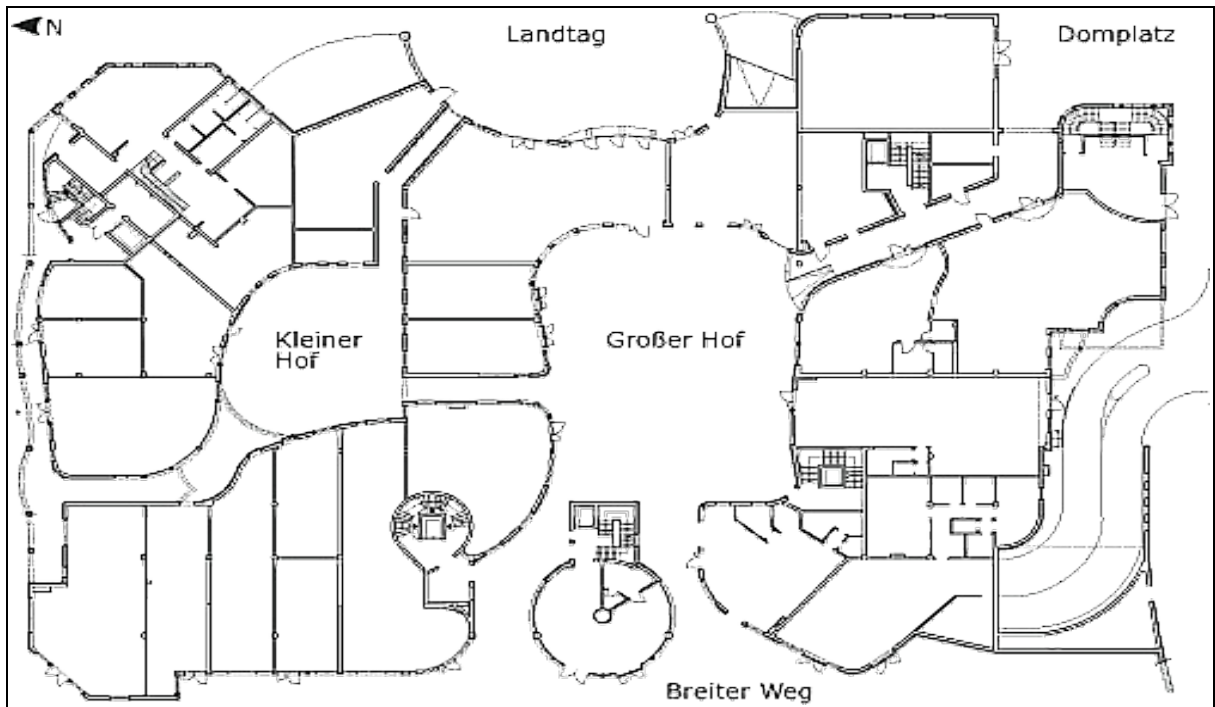 N
Landtag
Domplatz
Kleiner
Hof
Großer Hof
Breiter Weg